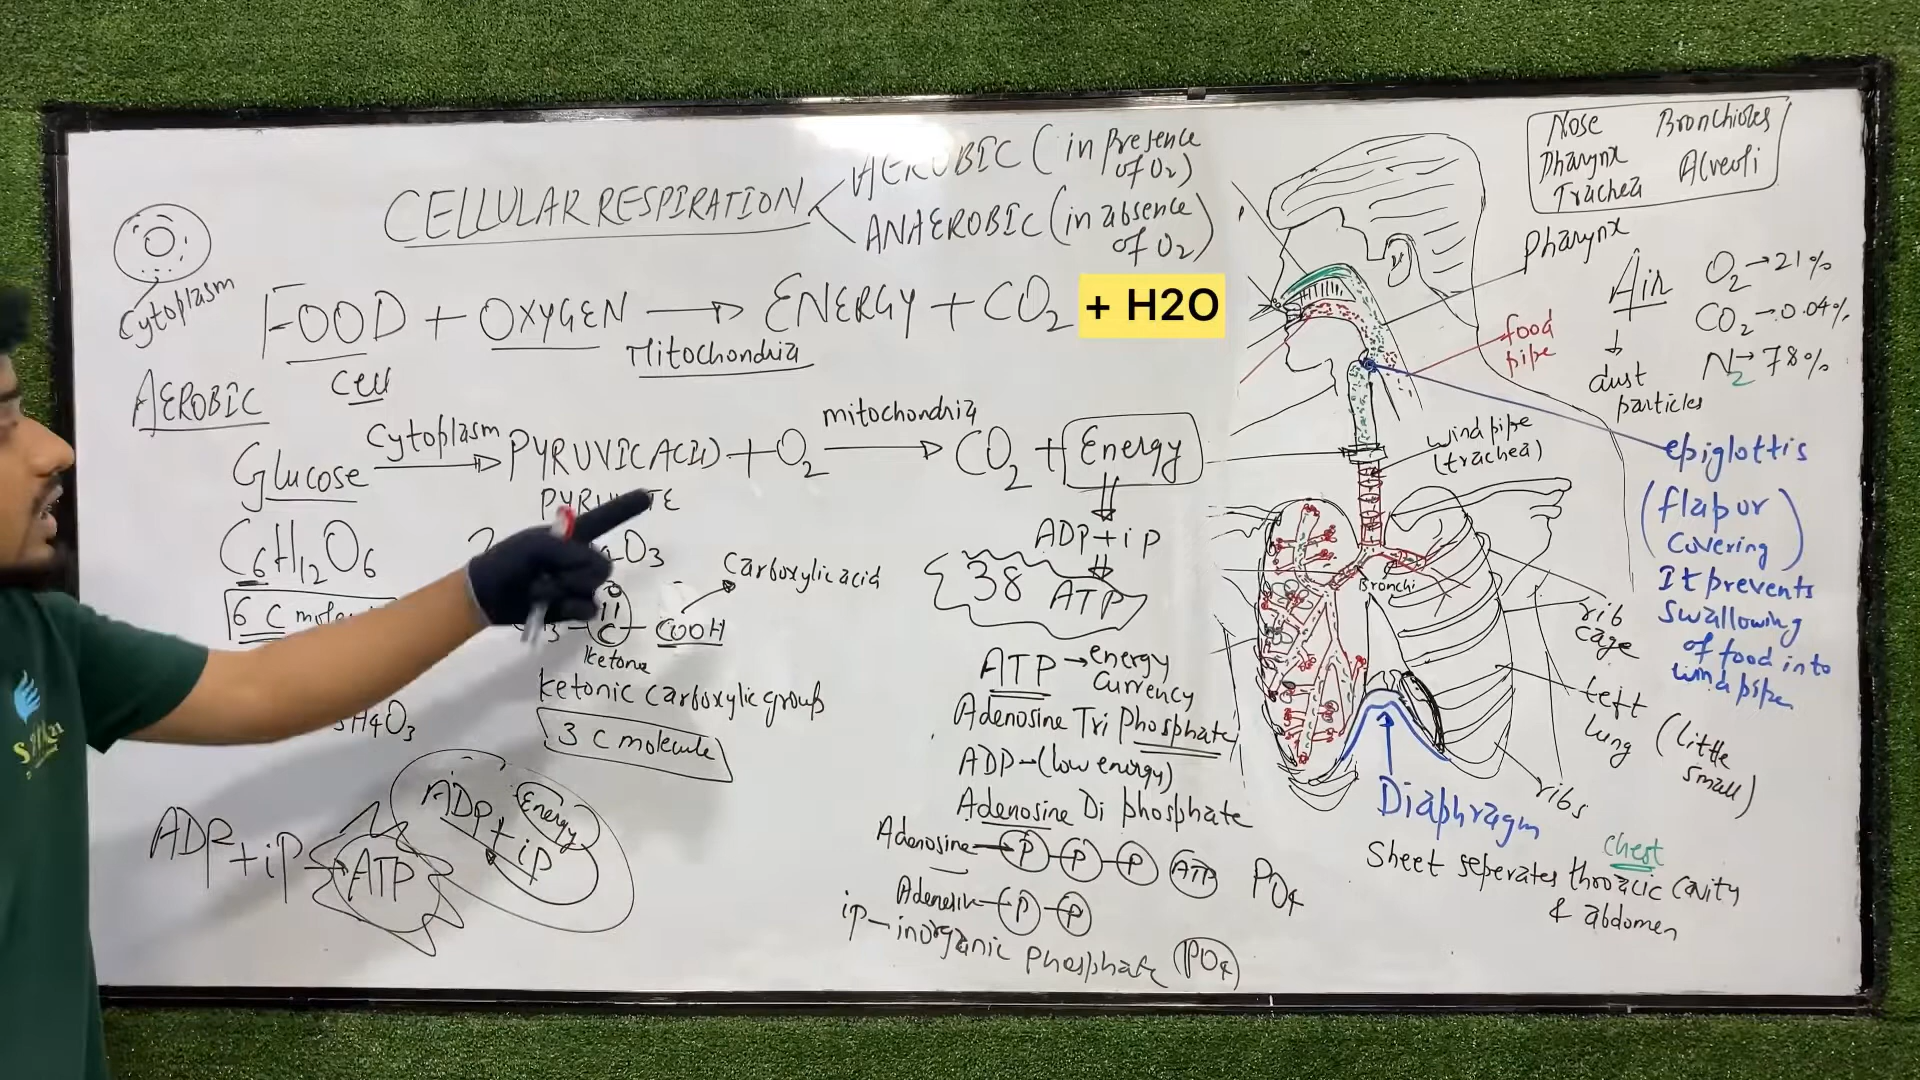 CELLULAR RESPIRATION
AEROBIC (in presence of O2)
ANAEROBIC (in absence of O2)
Cytoplasm
FOOD + OXYGEN → ENERGY + CO2 + H2O
Cell
Mitochondria
AEROBIC
Glucose Cytoplasm PYRUVIC ACID + O2 mitochondria CO2 + Energy
C6H12O6
6 C
O3
Carboxylic acid
O
C COOH
ketone
ketonic carboxylic group
3 C molecule
H4O3
ADP + iP → ATP
ADP + iP
Energy
ADP + iP
38 ATP
ATP → energy currency
Adenosine Tri Phosphate
ADP → (low energy)
Adenosine Di phosphate
Adenosine → P – P – P ATP PO4
P – P
iP – inorganic Phosphate (PO4)
Nose
Pharynx
Trachea
Bronchioles
Alveoli
Pharynx
Air
O2 → 21%
CO2 → 0.04%
N2 → 78%
dust particles
food pipe
wind pipe (trachea)
epiglottis
(flap or covering)
It prevents
swallowing
of food into
wind pipe
Bronchi
rib cage
left lung (little small)
ribs
Diaphragm
Chest
Sheet seperates throacic cavity
& abdomen